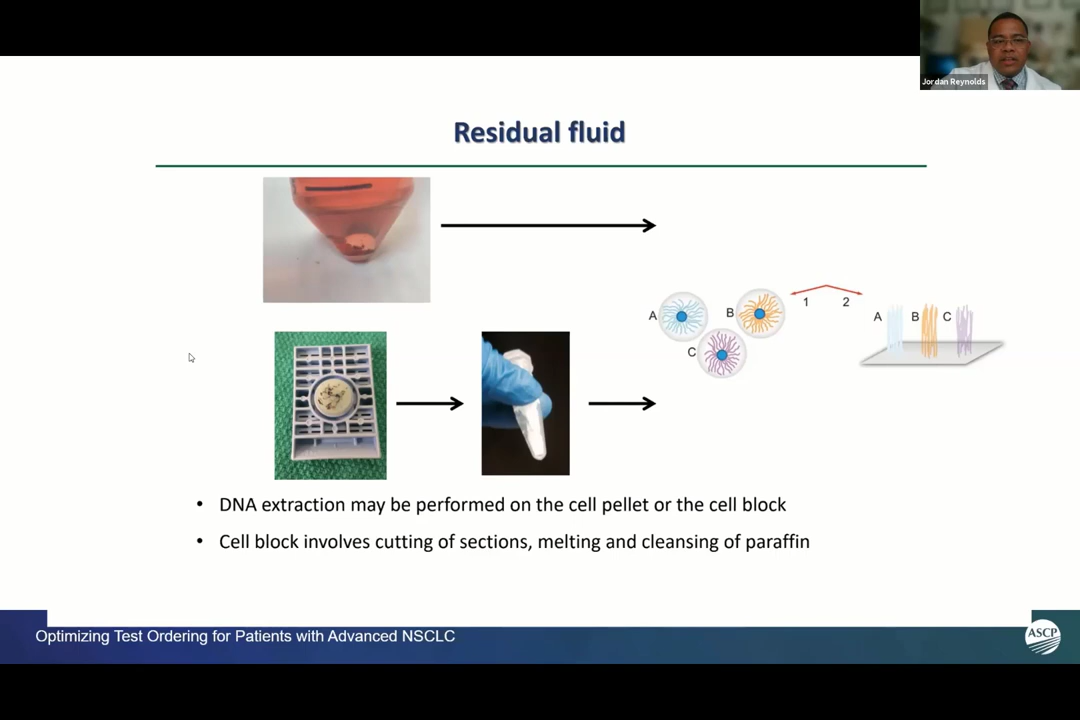 Jordan Reynolds
Residual fluid
A
B
C
1
2
A
B
C
• DNA extraction may be performed on the cell pellet or the cell block
• Cell block involves cutting of sections, melting and cleansing of paraffin
Optimizing Test Ordering for Patients with Advanced NSCLC
ASCP